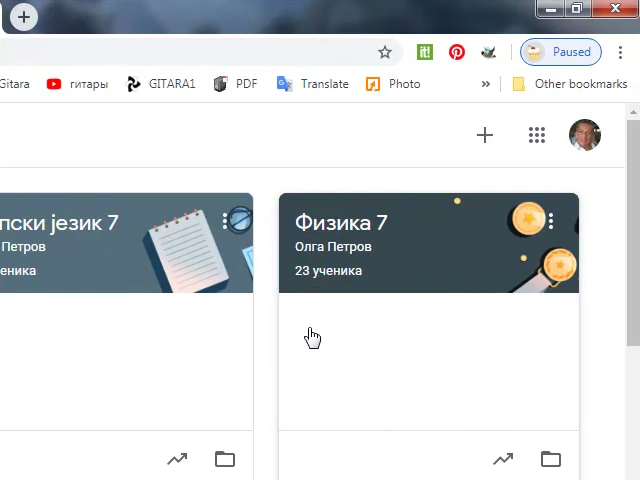 it! Paused
Gitara гитары GITARA1 PDF Translate Photo » Other bookmarks
пски језик 7
Петров
еника
Физика 7
Олга Петров
23 ученика